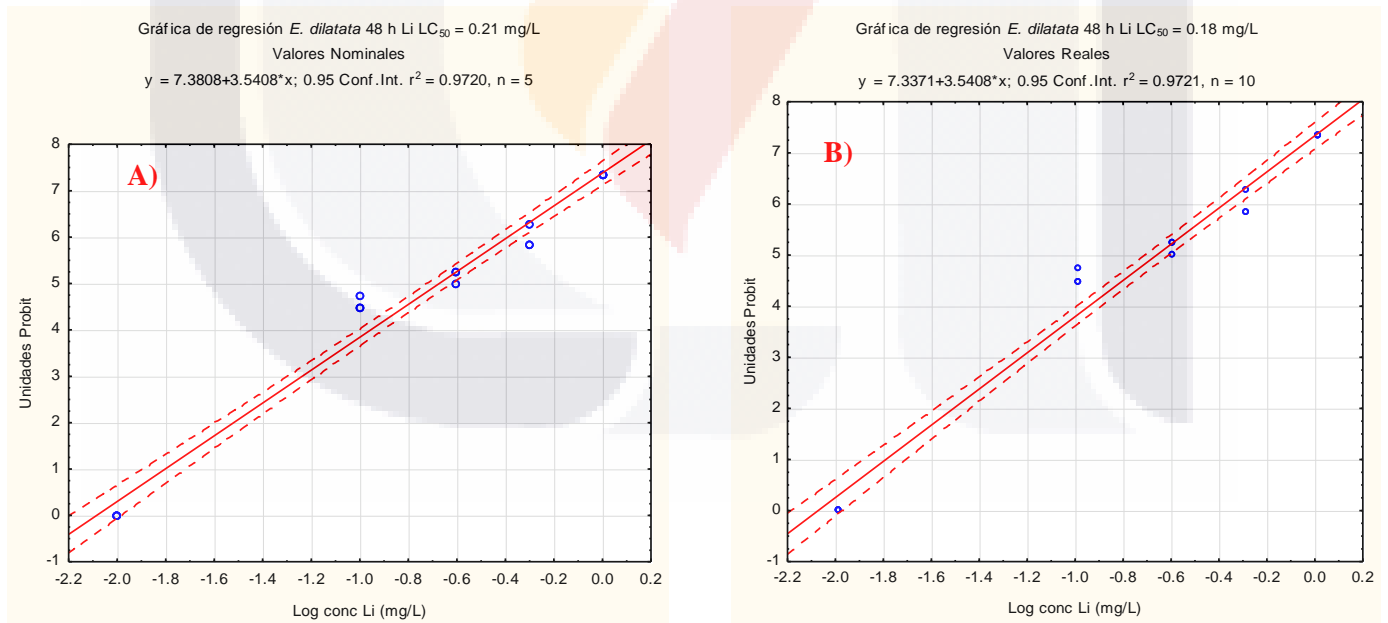 Gráfica de regresión E. dilatata 48 h Li LC₅₀ = 0.21 mg/L
Valores Nominales
y = 7.3808+3.5408*x; 0.95 Conf.Int. r² = 0.9720, n = 5
A)
8
7
6
5
4
3
2
1
0
-1
Unidades Probit
-2.2 -2.0 -1.8 -1.6 -1.4 -1.2 -1.0 -0.8 -0.6 -0.4 -0.2 0.0 0.2
Log conc Li (mg/L)
Gráfica de regresión E. dilatata 48 h Li LC₅₀ = 0.18 mg/L
Valores Reales
y = 7.3371+3.5408*x; 0.95 Conf.Int. r² = 0.9721, n = 10
B)
8
7
6
5
4
3
2
1
0
-1
Unidades Probit
-2.2 -2.0 -1.8 -1.6 -1.4 -1.2 -1.0 -0.8 -0.6 -0.4 -0.2 0.0 0.2
Log conc Li (mg/L)